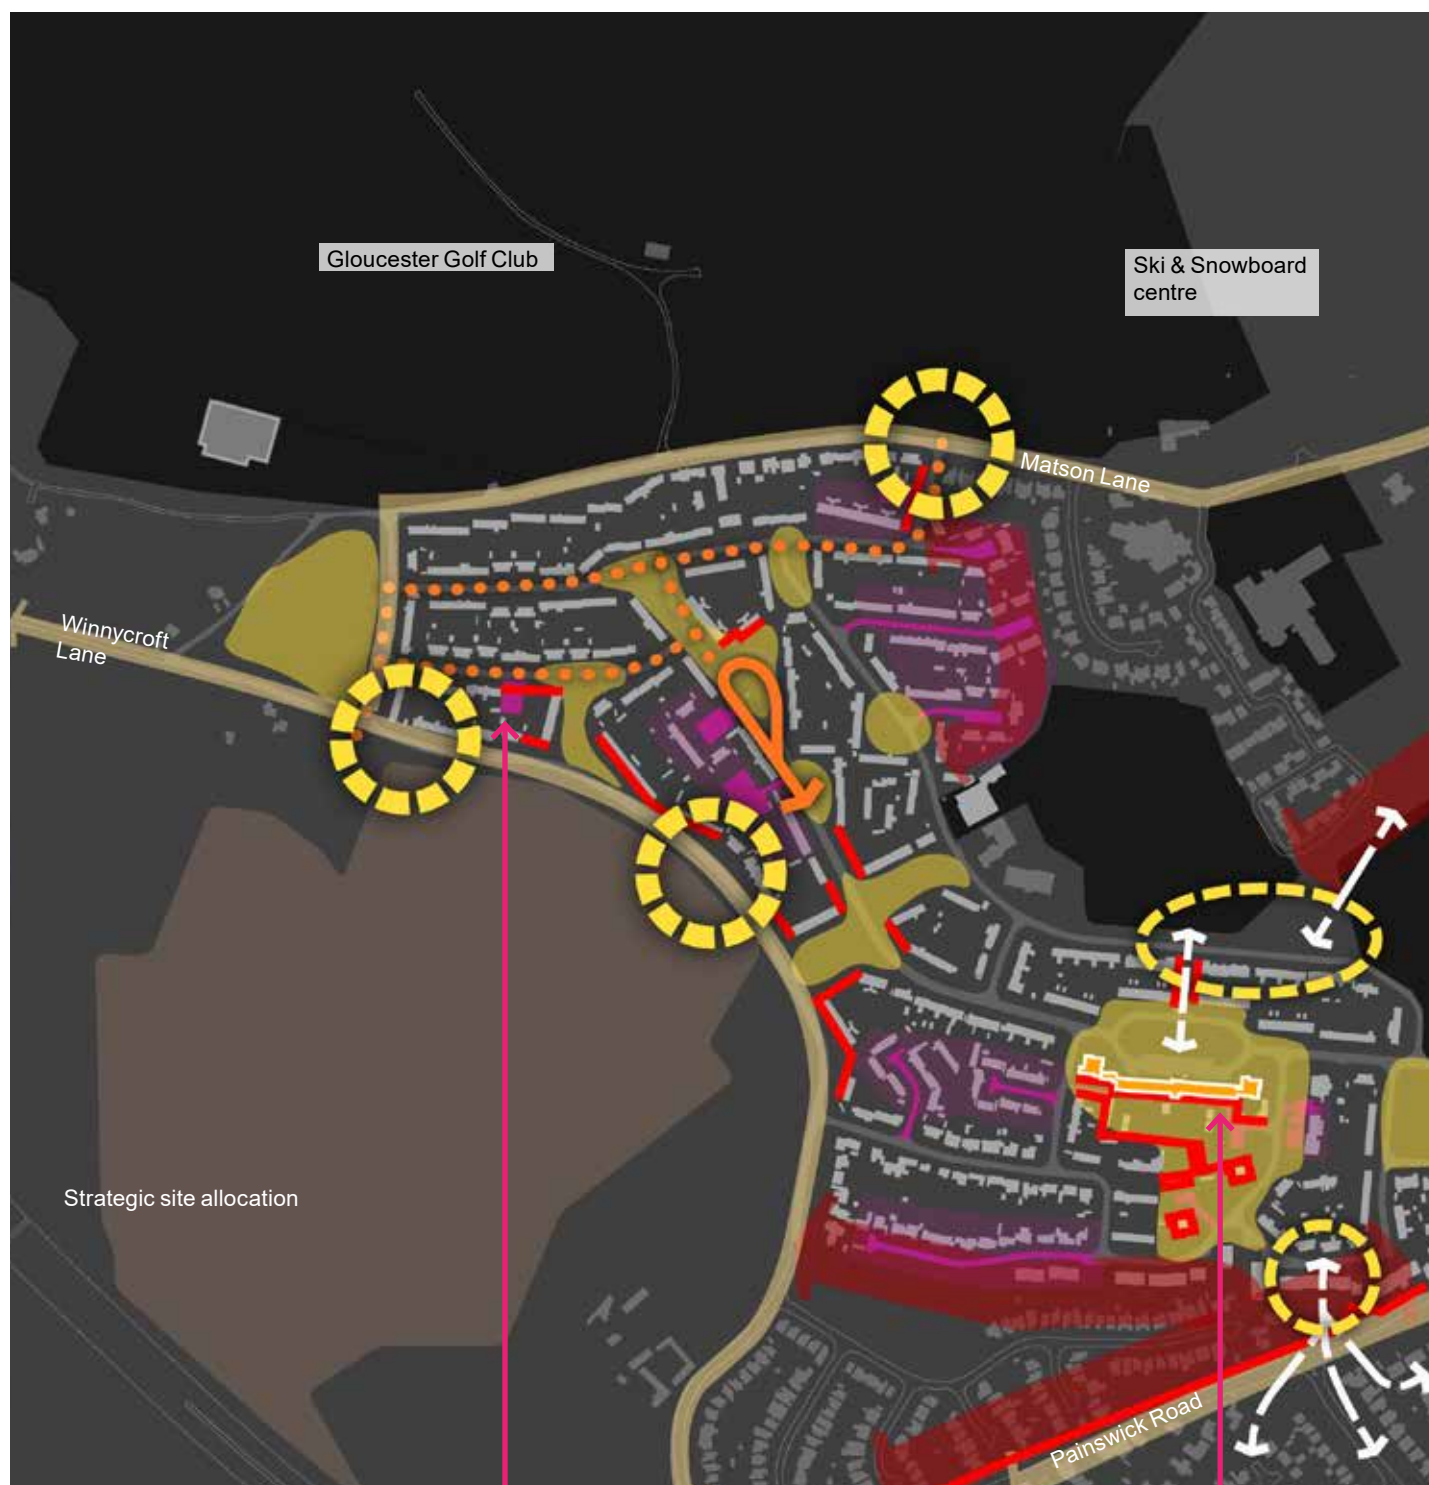 Gloucester Golf Club
Ski & Snowboard
centre
Matson Lane
Winnycroft
Lane
Strategic site allocation
Painswick Road